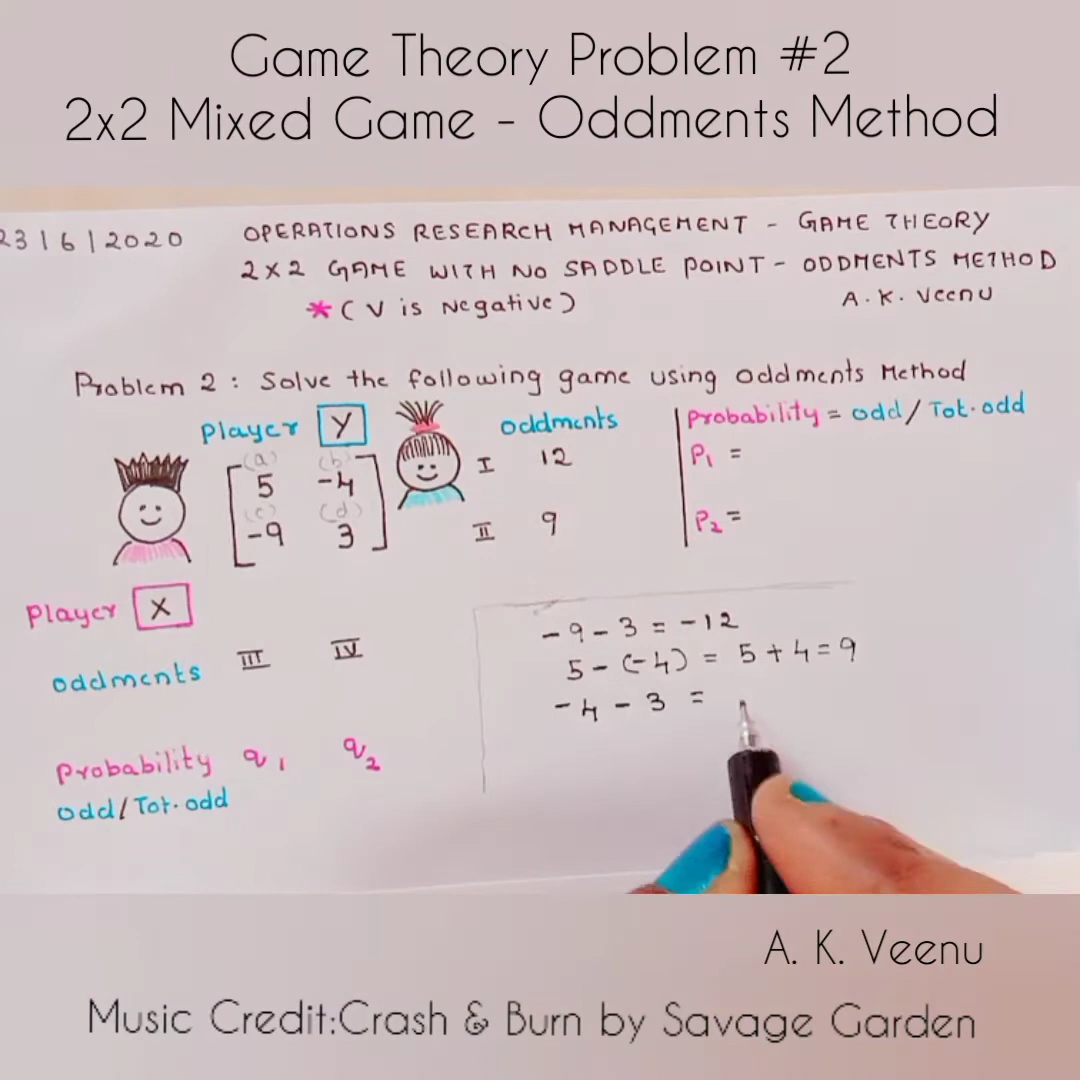 Game Theory Problem #2
2x2 Mixed Game - Oddments Method
23|6|2020
OPERATIONS RESEARCH MANAGEMENT - GAME THEORY
2×2 GAME WITH NO SADDLE POINT - ODDMENTS METHOD
* (V is Negative)
A. K. Veenu
Problem 2 : Solve the following game using oddments Method
Player Y
oddments
Probability = odd / Tot. odd
(a) (b)
5 -4
I 12
P1 =
(c) (d)
-9 3
II 9
P2 =
Player X
III IV
oddments
-9-3 = -12
5-(-4) = 5+4=9
-4-3 =
Probability q1 q2
odd/Tot. odd
A. K. Veenu
Music Credit:Crash & Burn by Savage Garden